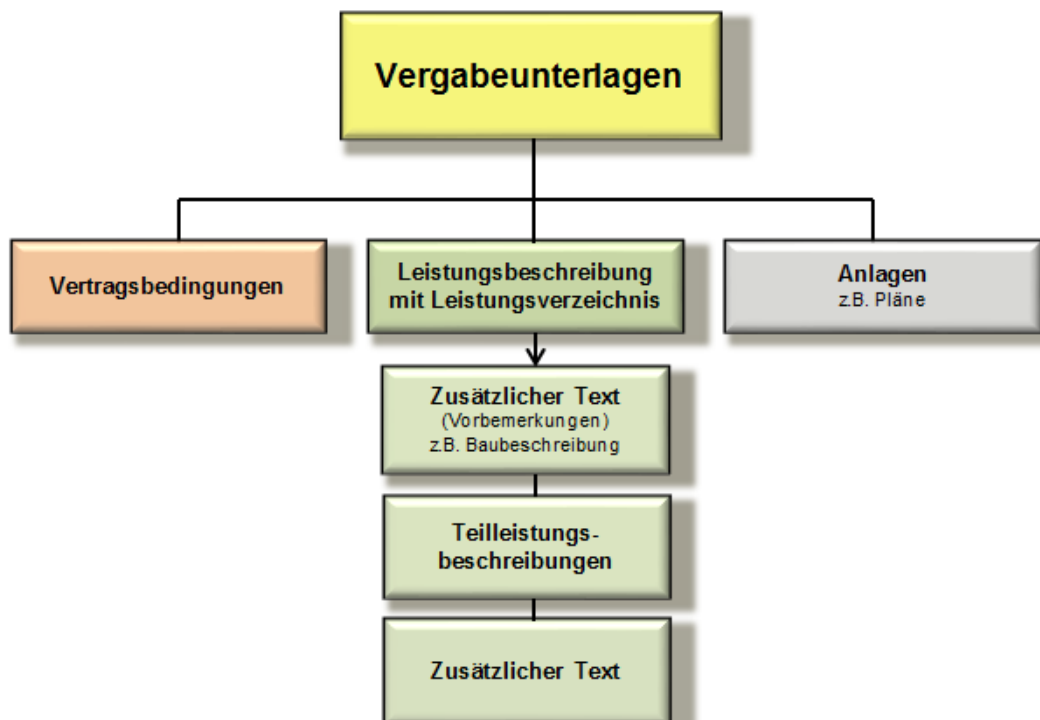 Vergabeunterlagen
Vertragsbedingungen
Leistungsbeschreibung
mit Leistungsverzeichnis
Anlagen
z.B. Pläne
Zusätzlicher Text
(Vorbemerkungen)
z.B. Baubeschreibung
Teilleistungs-
beschreibungen
Zusätzlicher Text